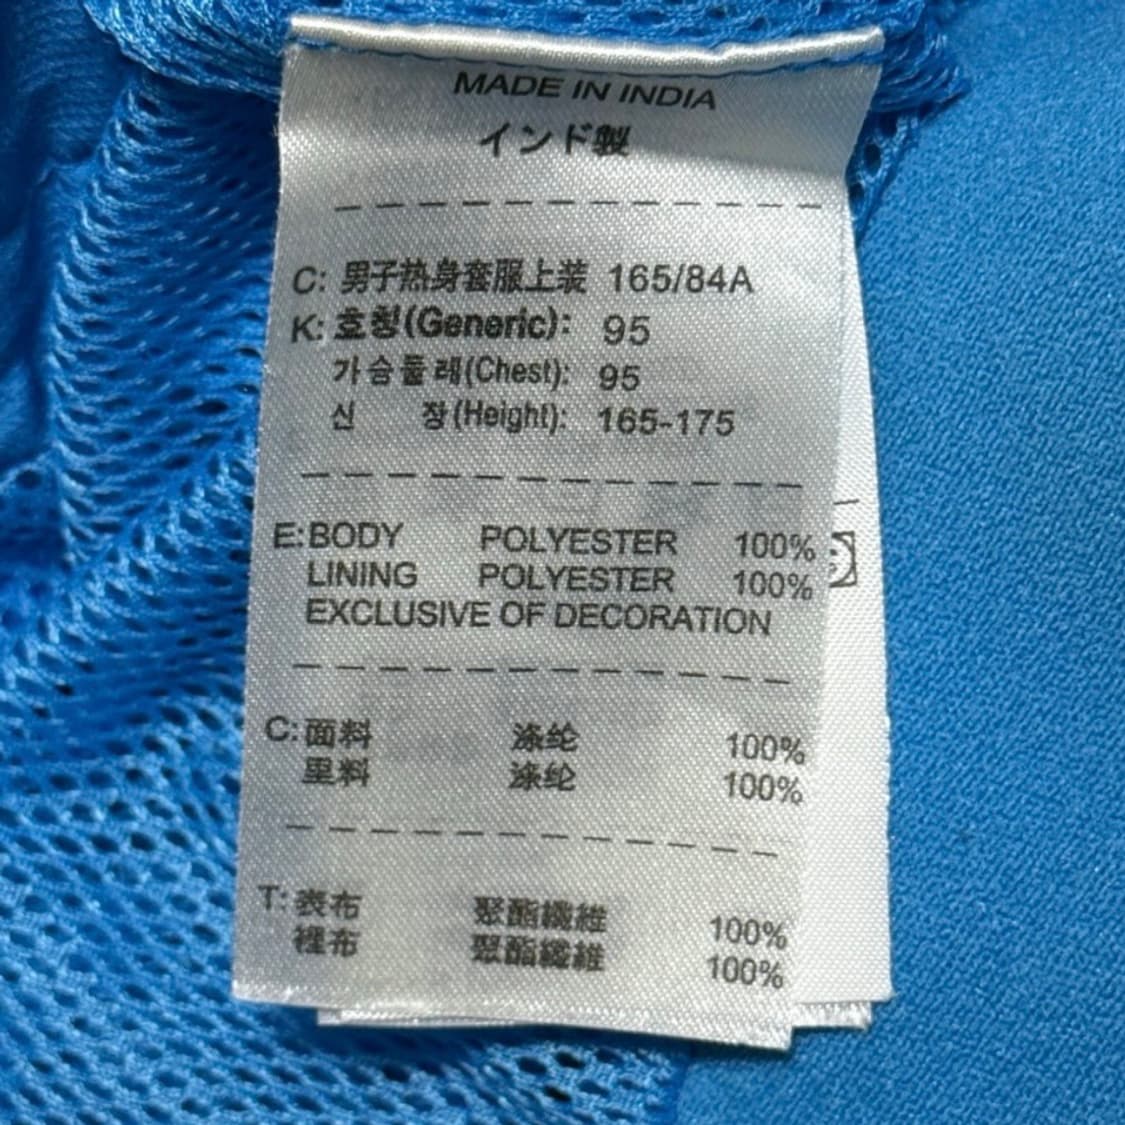 MADE IN INDIA
インド製
C: 男子热身套服上装 165/84A
K: 호칭(Generic): 95
가슴둘레(Chest): 95
신 장(Height): 165-175
E: BODY POLYESTER 100%
LINING POLYESTER 100%
EXCLUSIVE OF DECORATION
C: 面料 涤纶 100%
里料 涤纶 100%
T: 表布 聚酯纖維 100%
裡布 聚酯纖維 100%